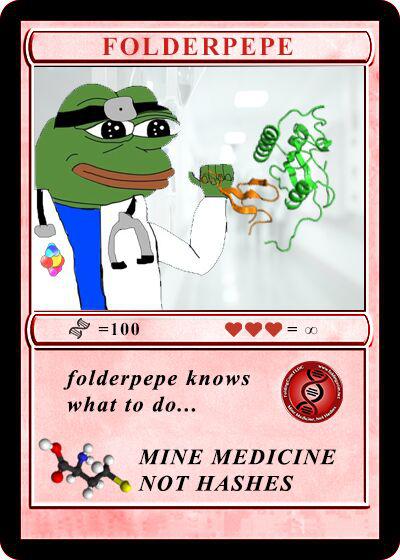 FOLDERPEPE
=100
= ∞
folderpepe knows
what to do...
MINE MEDICINE
NOT HASHES